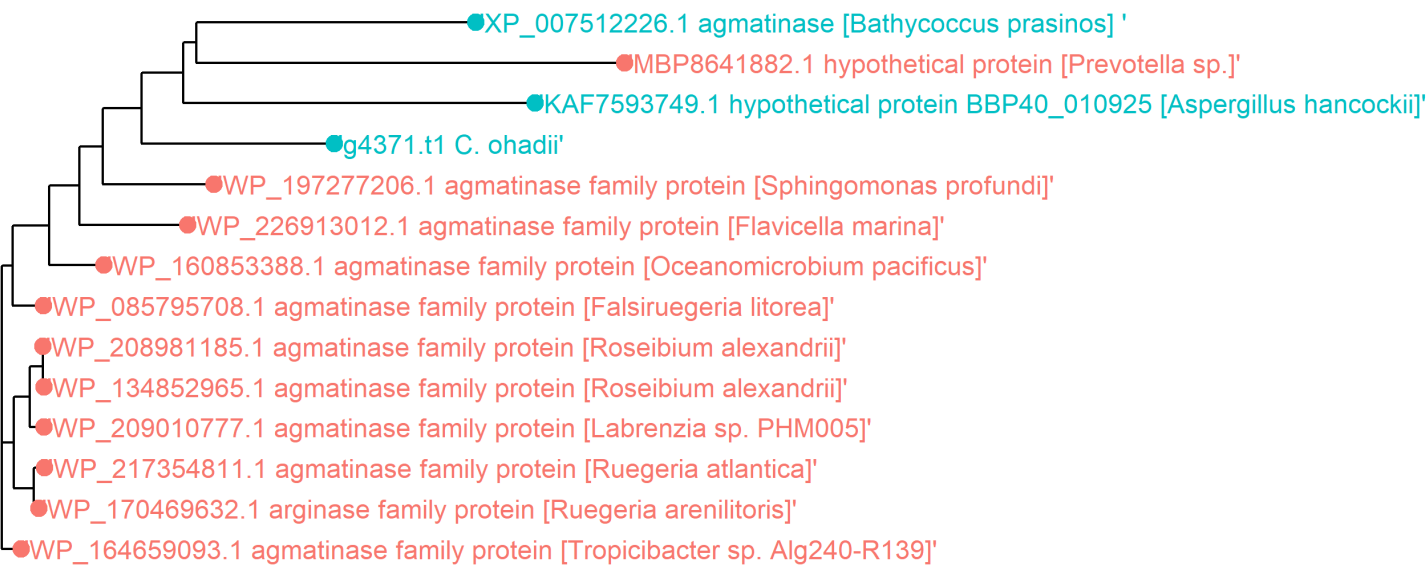 'XP_007512226.1 agmatinase [Bathycoccus prasinos] '
'MBP8641882.1 hypothetical protein [Prevotella sp.]'
'KAF7593749.1 hypothetical protein BBP40_010925 [Aspergillus hancockii]'
'g4371.t1 C. ohadii'
'WP_197277206.1 agmatinase family protein [Sphingomonas profundi]'
'WP_226913012.1 agmatinase family protein [Flavicella marina]'
'WP_160853388.1 agmatinase family protein [Oceanomicrobium pacificus]'
'WP_085795708.1 agmatinase family protein [Falsiruegeria litorea]'
'WP_208981185.1 agmatinase family protein [Roseibium alexandrii]'
'WP_134852965.1 agmatinase family protein [Roseibium alexandrii]'
'WP_209010777.1 agmatinase family protein [Labrenzia sp. PHM005]'
'WP_217354811.1 agmatinase family protein [Ruegeria atlantica]'
'WP_170469632.1 arginase family protein [Ruegeria arenilitoris]'
'WP_164659093.1 agmatinase family protein [Tropicibacter sp. Alg240-R139]'